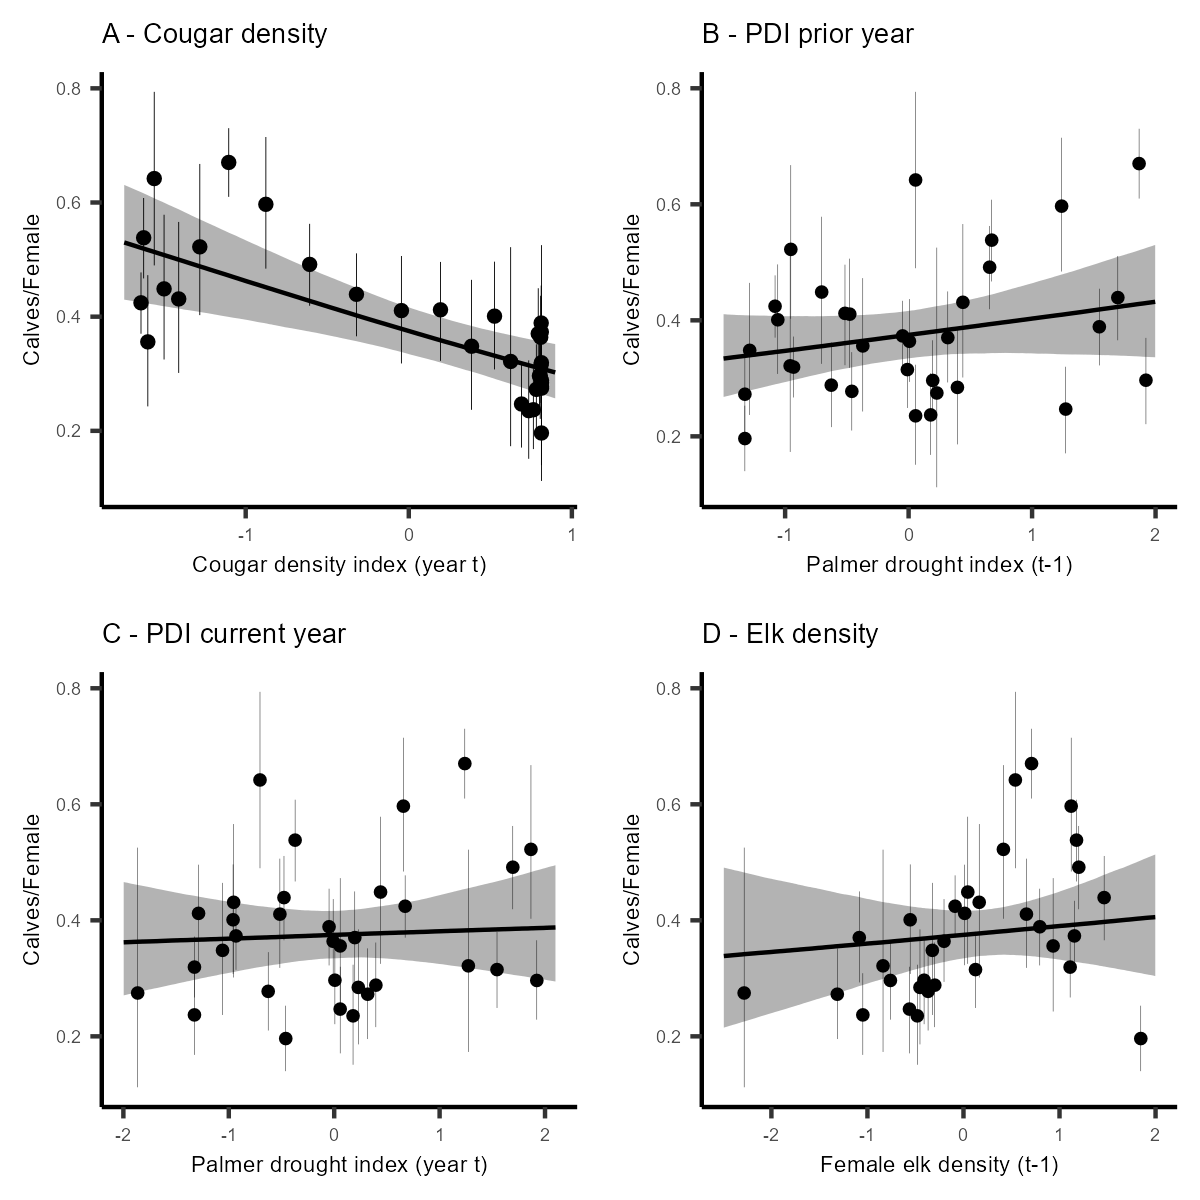 A - Cougar density
Calves/Female
0.8
0.6
0.4
0.2
-1 0 1
Cougar density index (year t)
B - PDI prior year
Calves/Female
0.8
0.6
0.4
0.2
-1 0 1 2
Palmer drought index (t-1)
C - PDI current year
Calves/Female
0.8
0.6
0.4
0.2
-2 -1 0 1 2
Palmer drought index (year t)
D - Elk density
Calves/Female
0.8
0.6
0.4
0.2
-2 -1 0 1 2
Female elk density (t-1)